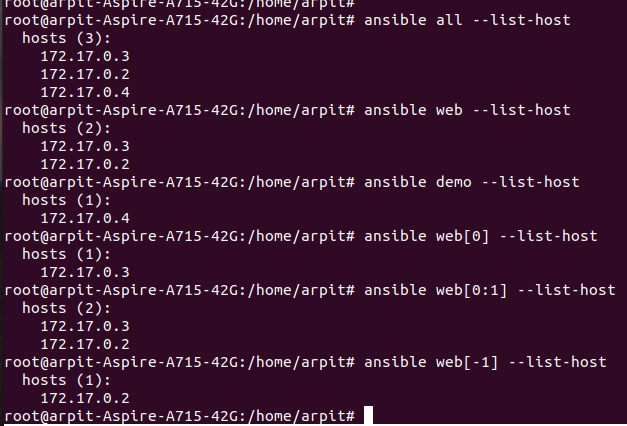 root@arpit-Aspire-A715-42G:/home/arpit#
root@arpit-Aspire-A715-42G:/home/arpit# ansible all --list-host
  hosts (3):
    172.17.0.3
    172.17.0.2
    172.17.0.4
root@arpit-Aspire-A715-42G:/home/arpit# ansible web --list-host
  hosts (2):
    172.17.0.3
    172.17.0.2
root@arpit-Aspire-A715-42G:/home/arpit# ansible demo --list-host
  hosts (1):
    172.17.0.4
root@arpit-Aspire-A715-42G:/home/arpit# ansible web[0] --list-host
  hosts (1):
    172.17.0.3
root@arpit-Aspire-A715-42G:/home/arpit# ansible web[0:1] --list-host
  hosts (2):
    172.17.0.3
    172.17.0.2
root@arpit-Aspire-A715-42G:/home/arpit# ansible web[-1] --list-host
  hosts (1):
    172.17.0.2
root@arpit-Aspire-A715-42G:/home/arpit#